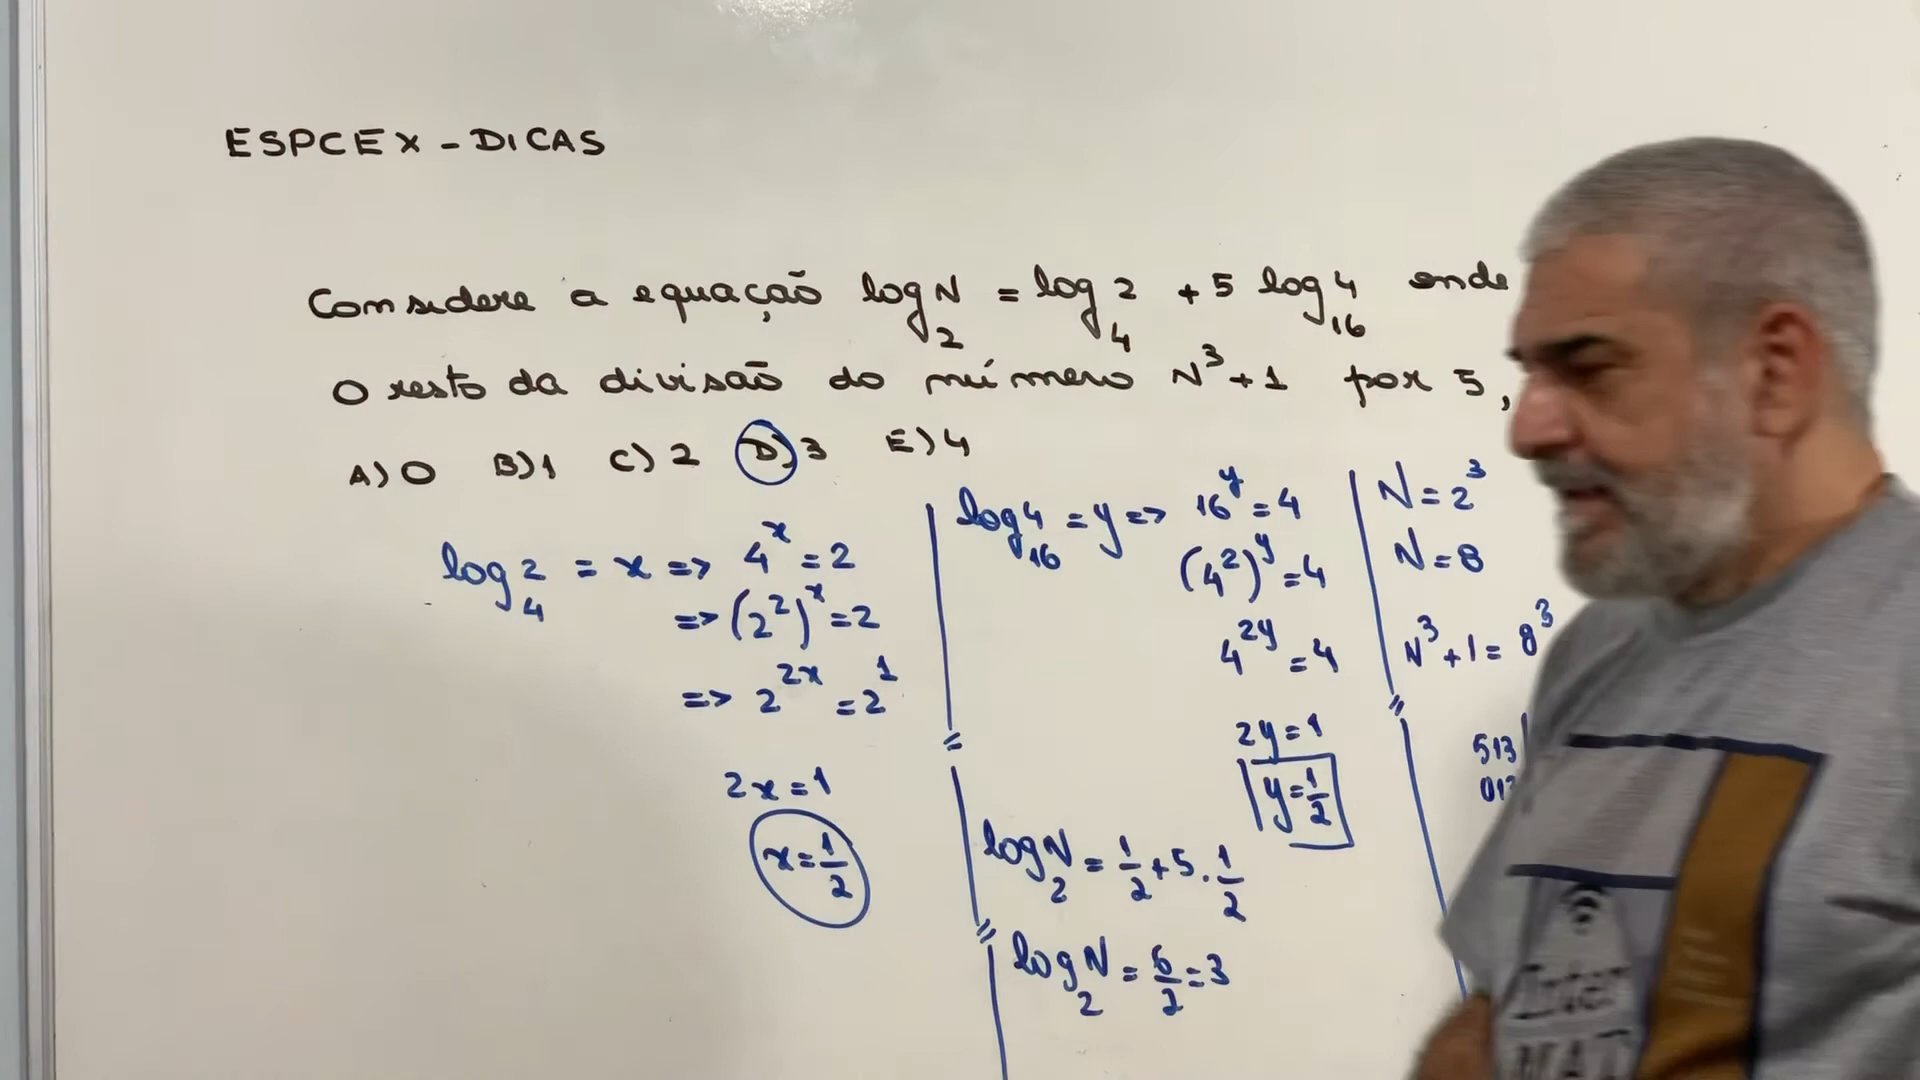 ESPCEX - DICAS
Considere a equação log₂N = log₄2 + 5 log₁₆4 onde
O resto da divisão do número N³+1 por 5,
A) 0 B) 1 C) 2 D) 3 E) 4
log₄2 = x => 4ˣ = 2
=> (2²)ˣ = 2
=> 2²ˣ = 2¹
2x = 1
x = 1/2
log₁₆4 = y => 16ʸ = 4
(4²)ʸ = 4
4²ʸ = 4
2y = 1
y = 1/2
log₂N = 1/2 + 5 . 1/2
log₂N = 6/2 = 3
N = 2³
N = 8
N³+1 = 8³
513
Inter
MAT